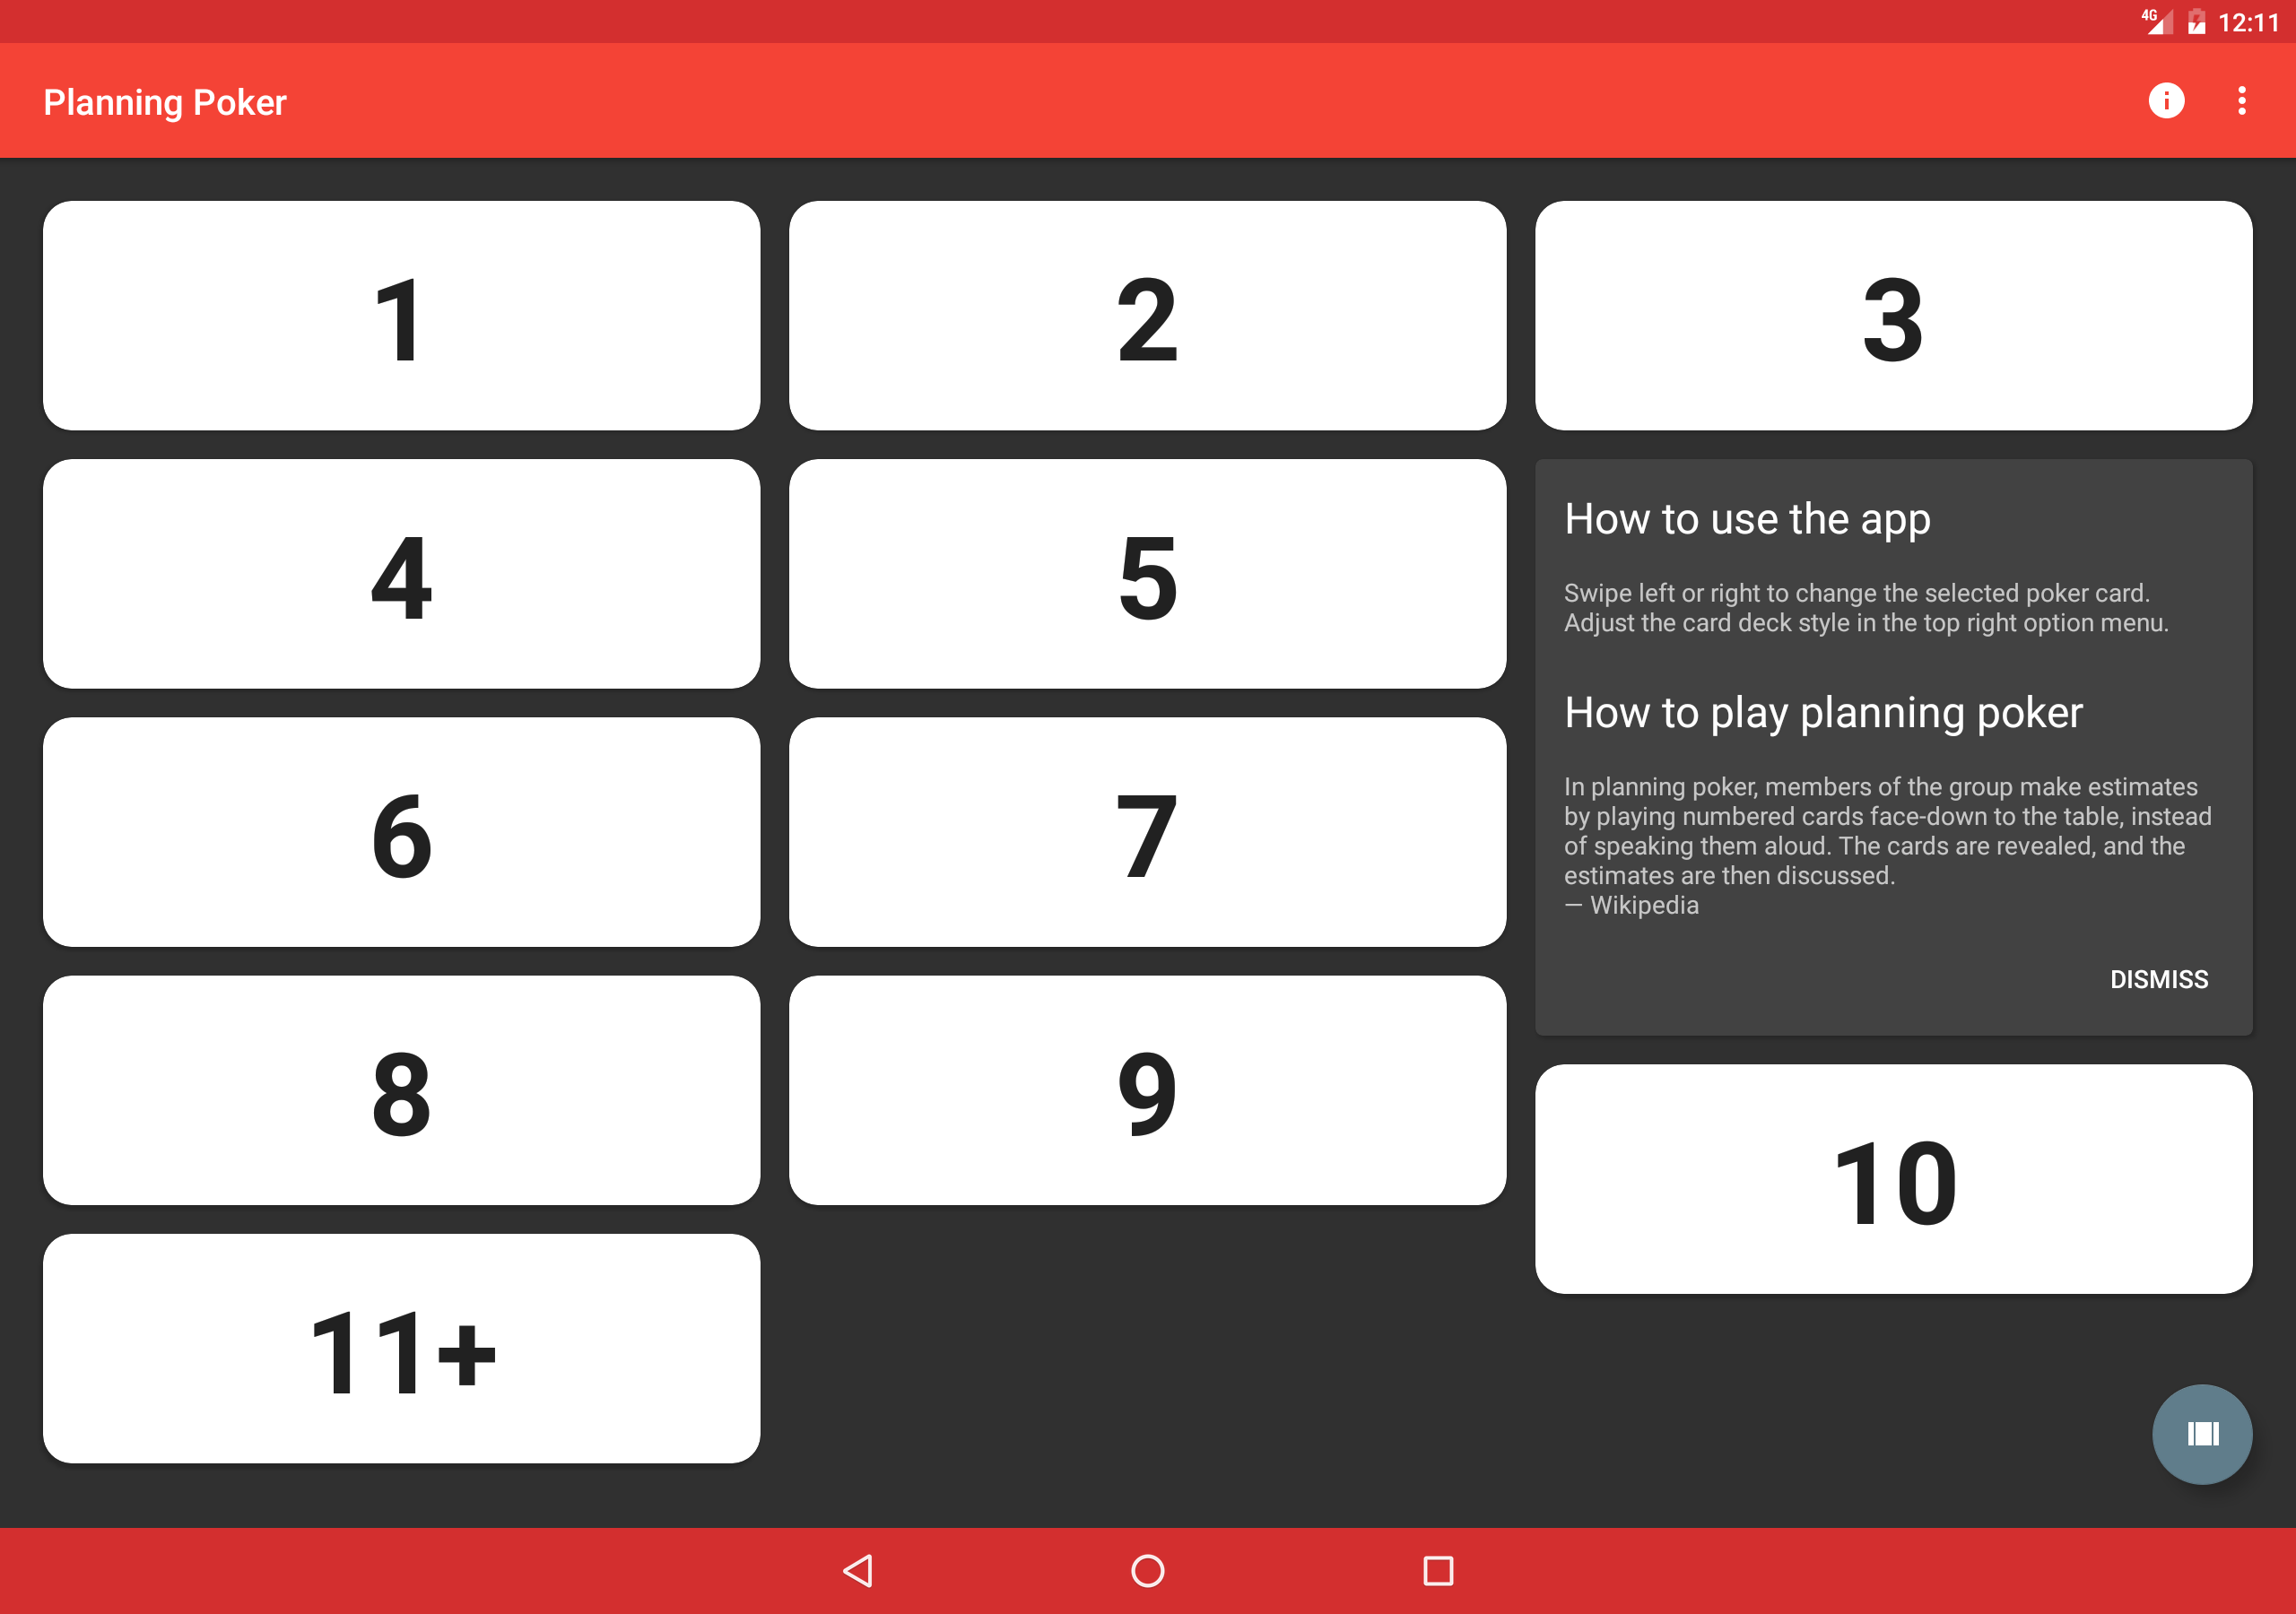 4G 12:11
Planning Poker
1
2
3
4
5
How to use the app
Swipe left or right to change the selected poker card.
Adjust the card deck style in the top right option menu.
How to play planning poker
In planning poker, members of the group make estimates
by playing numbered cards face-down to the table, instead
of speaking them aloud. The cards are revealed, and the
estimates are then discussed.
— Wikipedia
DISMISS
6
7
8
9
10
11+